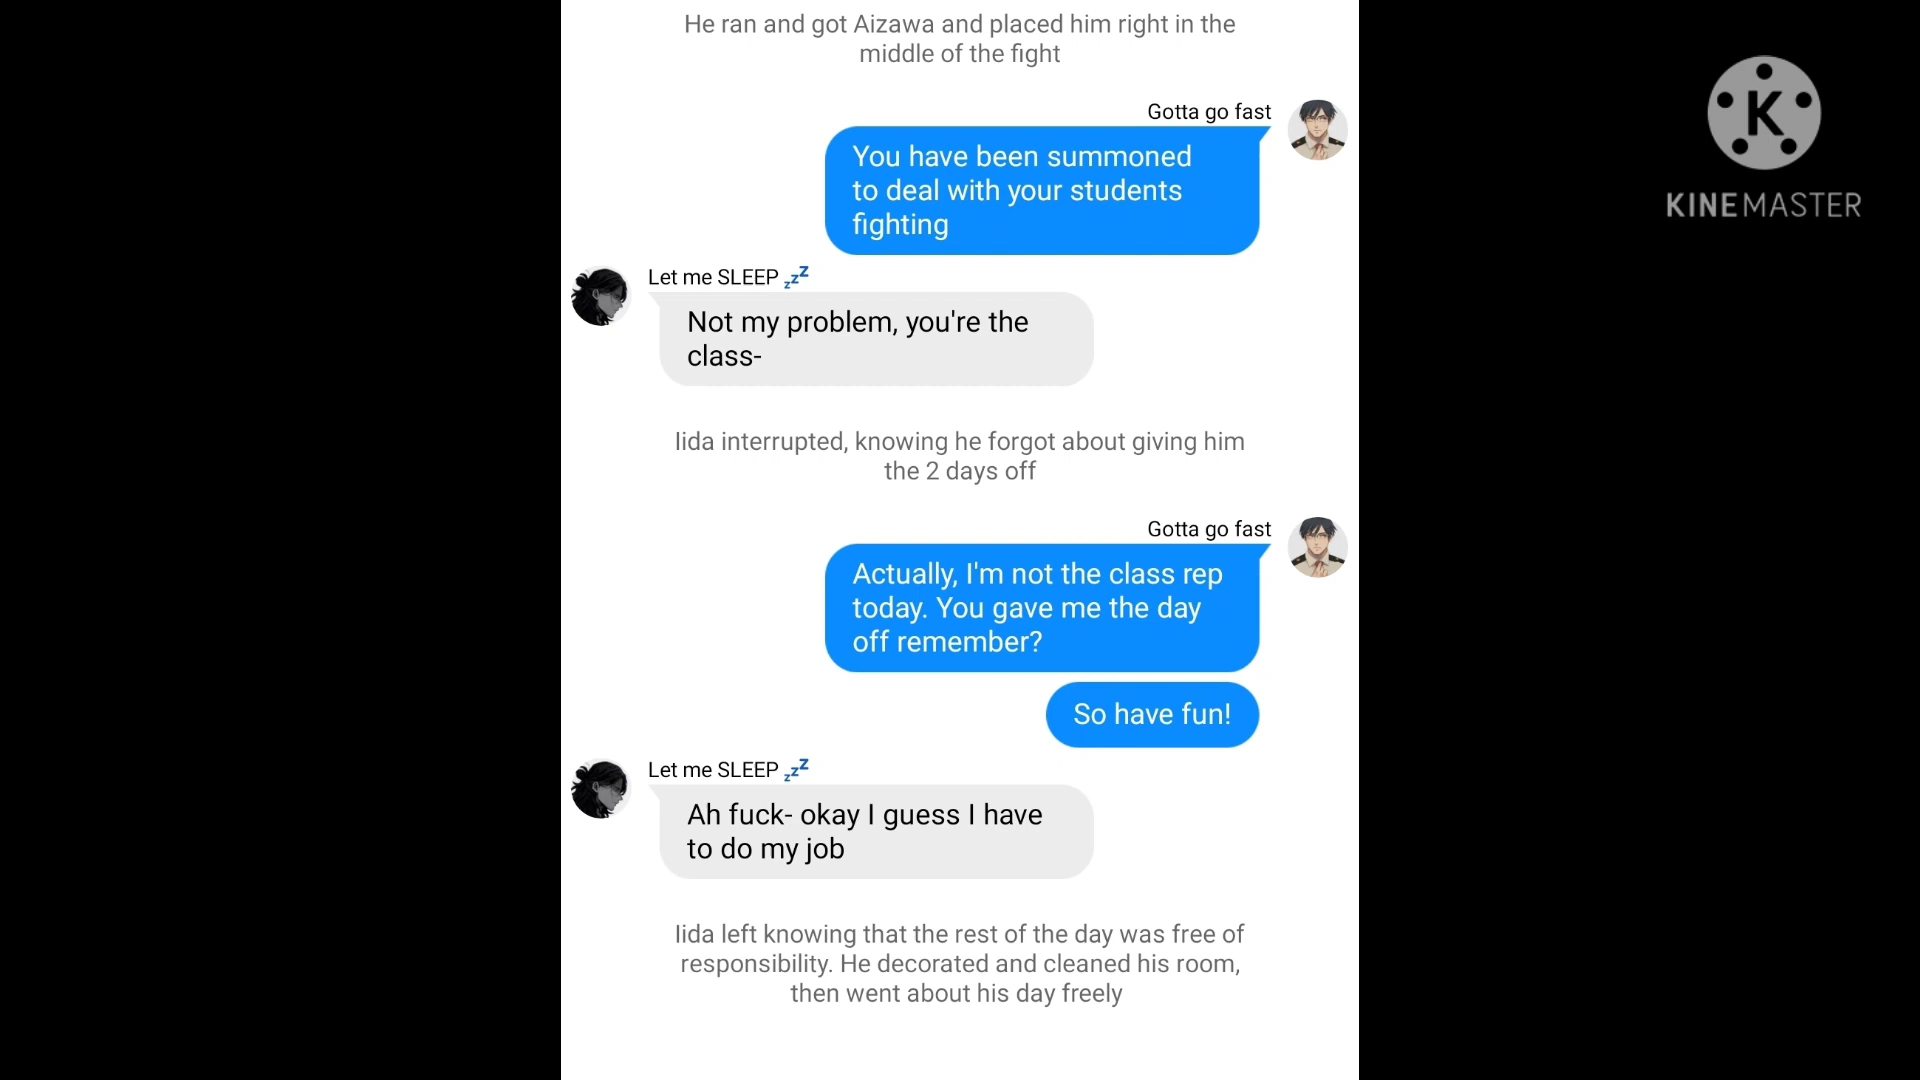 He ran and got Aizawa and placed him right in the
middle of the fight
Gotta go fast
You have been summoned
to deal with your students
fighting
Let me SLEEP 💤
Not my problem, you're the
class-
Iida interrupted, knowing he forgot about giving him
the 2 days off
Gotta go fast
Actually, I'm not the class rep
today. You gave me the day
off remember?
So have fun!
Let me SLEEP 💤
Ah fuck- okay I guess I have
to do my job
Iida left knowing that the rest of the day was free of
responsibility. He decorated and cleaned his room,
then went about his day freely
K
KINEMASTER